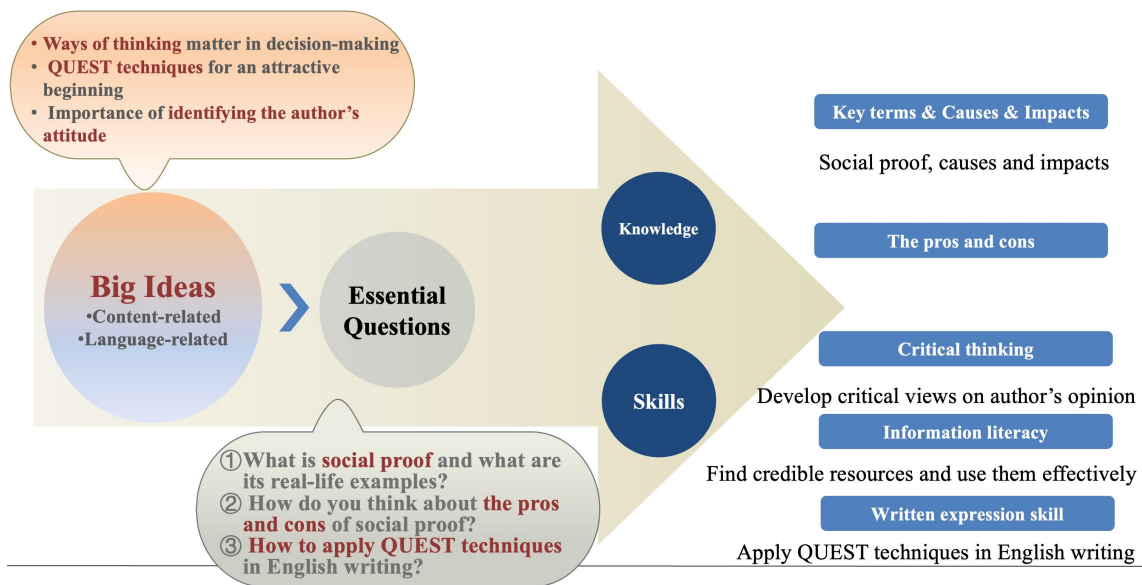 • Ways of thinking matter in decision-making
• QUEST techniques for an attractive
beginning
• Importance of identifying the author's
attitude
Big Ideas
•Content-related
•Language-related
Essential
Questions
①What is social proof and what are
its real-life examples?
② How do you think about the pros
and cons of social proof?
③ How to apply QUEST techniques
in English writing?
Knowledge
Skills
Key terms & Causes & Impacts
Social proof, causes and impacts
The pros and cons
Critical thinking
Develop critical views on author's opinion
Information literacy
Find credible resources and use them effectively
Written expression skill
Apply QUEST techniques in English writing